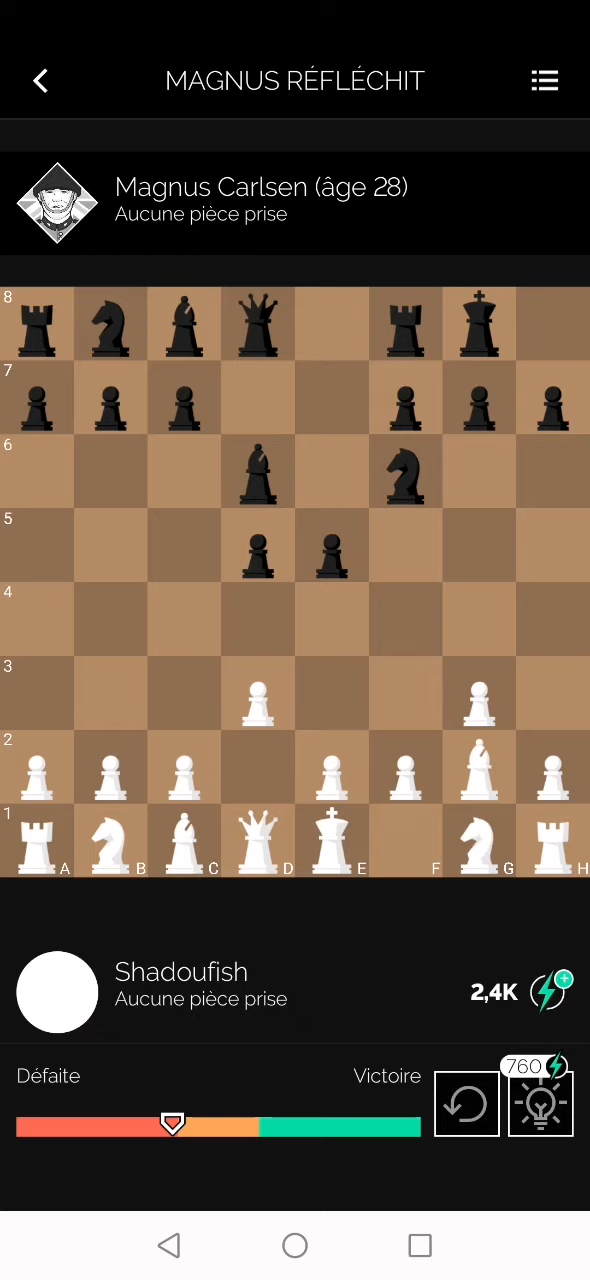 MAGNUS RÉFLÉCHIT
Magnus Carlsen (âge 28)
Aucune pièce prise
8
7
6
5
4
3
2
1
A B C D E F G H
Shadoufish
Aucune pièce prise
2,4K
Défaite
Victoire
760